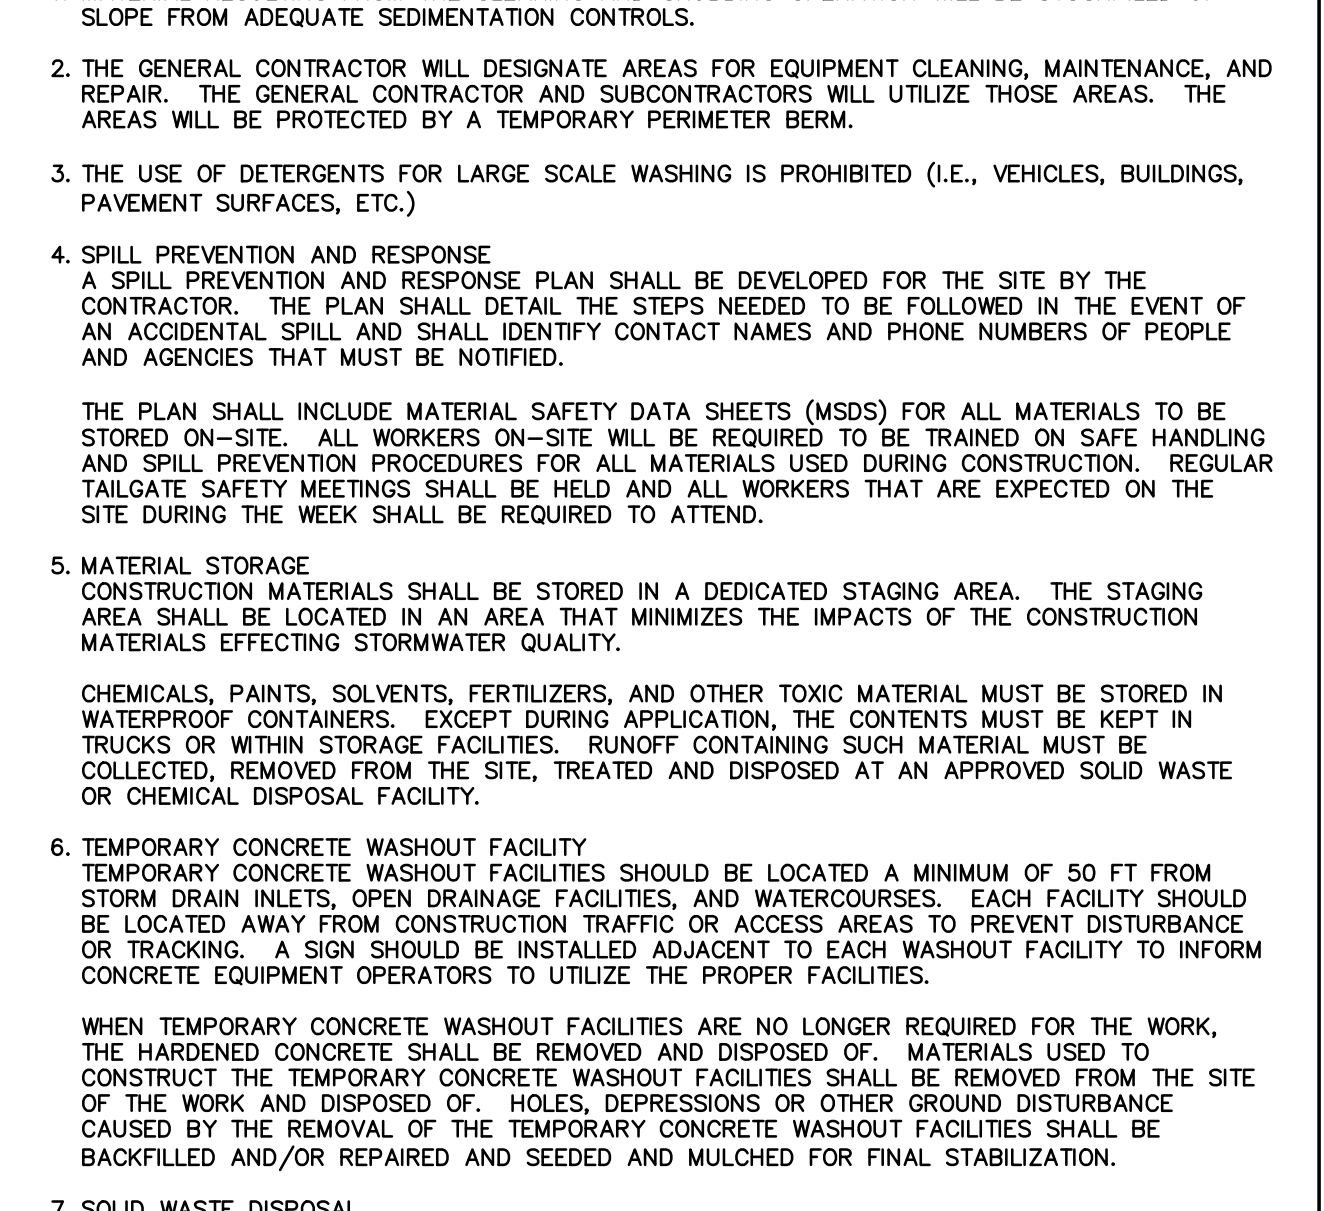 SLOPE FROM ADEQUATE SEDIMENTATION CONTROLS.
2. THE GENERAL CONTRACTOR WILL DESIGNATE AREAS FOR EQUIPMENT CLEANING, MAINTENANCE, AND
REPAIR. THE GENERAL CONTRACTOR AND SUBCONTRACTORS WILL UTILIZE THOSE AREAS. THE
AREAS WILL BE PROTECTED BY A TEMPORARY PERIMETER BERM.
3. THE USE OF DETERGENTS FOR LARGE SCALE WASHING IS PROHIBITED (I.E., VEHICLES, BUILDINGS,
PAVEMENT SURFACES, ETC.)
4. SPILL PREVENTION AND RESPONSE
A SPILL PREVENTION AND RESPONSE PLAN SHALL BE DEVELOPED FOR THE SITE BY THE
CONTRACTOR. THE PLAN SHALL DETAIL THE STEPS NEEDED TO BE FOLLOWED IN THE EVENT OF
AN ACCIDENTAL SPILL AND SHALL IDENTIFY CONTACT NAMES AND PHONE NUMBERS OF PEOPLE
AND AGENCIES THAT MUST BE NOTIFIED.
THE PLAN SHALL INCLUDE MATERIAL SAFETY DATA SHEETS (MSDS) FOR ALL MATERIALS TO BE
STORED ON-SITE. ALL WORKERS ON-SITE WILL BE REQUIRED TO BE TRAINED ON SAFE HANDLING
AND SPILL PREVENTION PROCEDURES FOR ALL MATERIALS USED DURING CONSTRUCTION. REGULAR
TAILGATE SAFETY MEETINGS SHALL BE HELD AND ALL WORKERS THAT ARE EXPECTED ON THE
SITE DURING THE WEEK SHALL BE REQUIRED TO ATTEND.
5. MATERIAL STORAGE
CONSTRUCTION MATERIALS SHALL BE STORED IN A DEDICATED STAGING AREA. THE STAGING
AREA SHALL BE LOCATED IN AN AREA THAT MINIMIZES THE IMPACTS OF THE CONSTRUCTION
MATERIALS EFFECTING STORMWATER QUALITY.
CHEMICALS, PAINTS, SOLVENTS, FERTILIZERS, AND OTHER TOXIC MATERIAL MUST BE STORED IN
WATERPROOF CONTAINERS. EXCEPT DURING APPLICATION, THE CONTENTS MUST BE KEPT IN
TRUCKS OR WITHIN STORAGE FACILITIES. RUNOFF CONTAINING SUCH MATERIAL MUST BE
COLLECTED, REMOVED FROM THE SITE, TREATED AND DISPOSED AT AN APPROVED SOLID WASTE
OR CHEMICAL DISPOSAL FACILITY.
6. TEMPORARY CONCRETE WASHOUT FACILITY
TEMPORARY CONCRETE WASHOUT FACILITIES SHOULD BE LOCATED A MINIMUM OF 50 FT FROM
STORM DRAIN INLETS, OPEN DRAINAGE FACILITIES, AND WATERCOURSES. EACH FACILITY SHOULD
BE LOCATED AWAY FROM CONSTRUCTION TRAFFIC OR ACCESS AREAS TO PREVENT DISTURBANCE
OR TRACKING. A SIGN SHOULD BE INSTALLED ADJACENT TO EACH WASHOUT FACILITY TO INFORM
CONCRETE EQUIPMENT OPERATORS TO UTILIZE THE PROPER FACILITIES.
WHEN TEMPORARY CONCRETE WASHOUT FACILITIES ARE NO LONGER REQUIRED FOR THE WORK,
THE HARDENED CONCRETE SHALL BE REMOVED AND DISPOSED OF. MATERIALS USED TO
CONSTRUCT THE TEMPORARY CONCRETE WASHOUT FACILITIES SHALL BE REMOVED FROM THE SITE
OF THE WORK AND DISPOSED OF. HOLES, DEPRESSIONS OR OTHER GROUND DISTURBANCE
CAUSED BY THE REMOVAL OF THE TEMPORARY CONCRETE WASHOUT FACILITIES SHALL BE
BACKFILLED AND/OR REPAIRED AND SEEDED AND MULCHED FOR FINAL STABILIZATION.
7. SOLID WASTE DISPOSAL